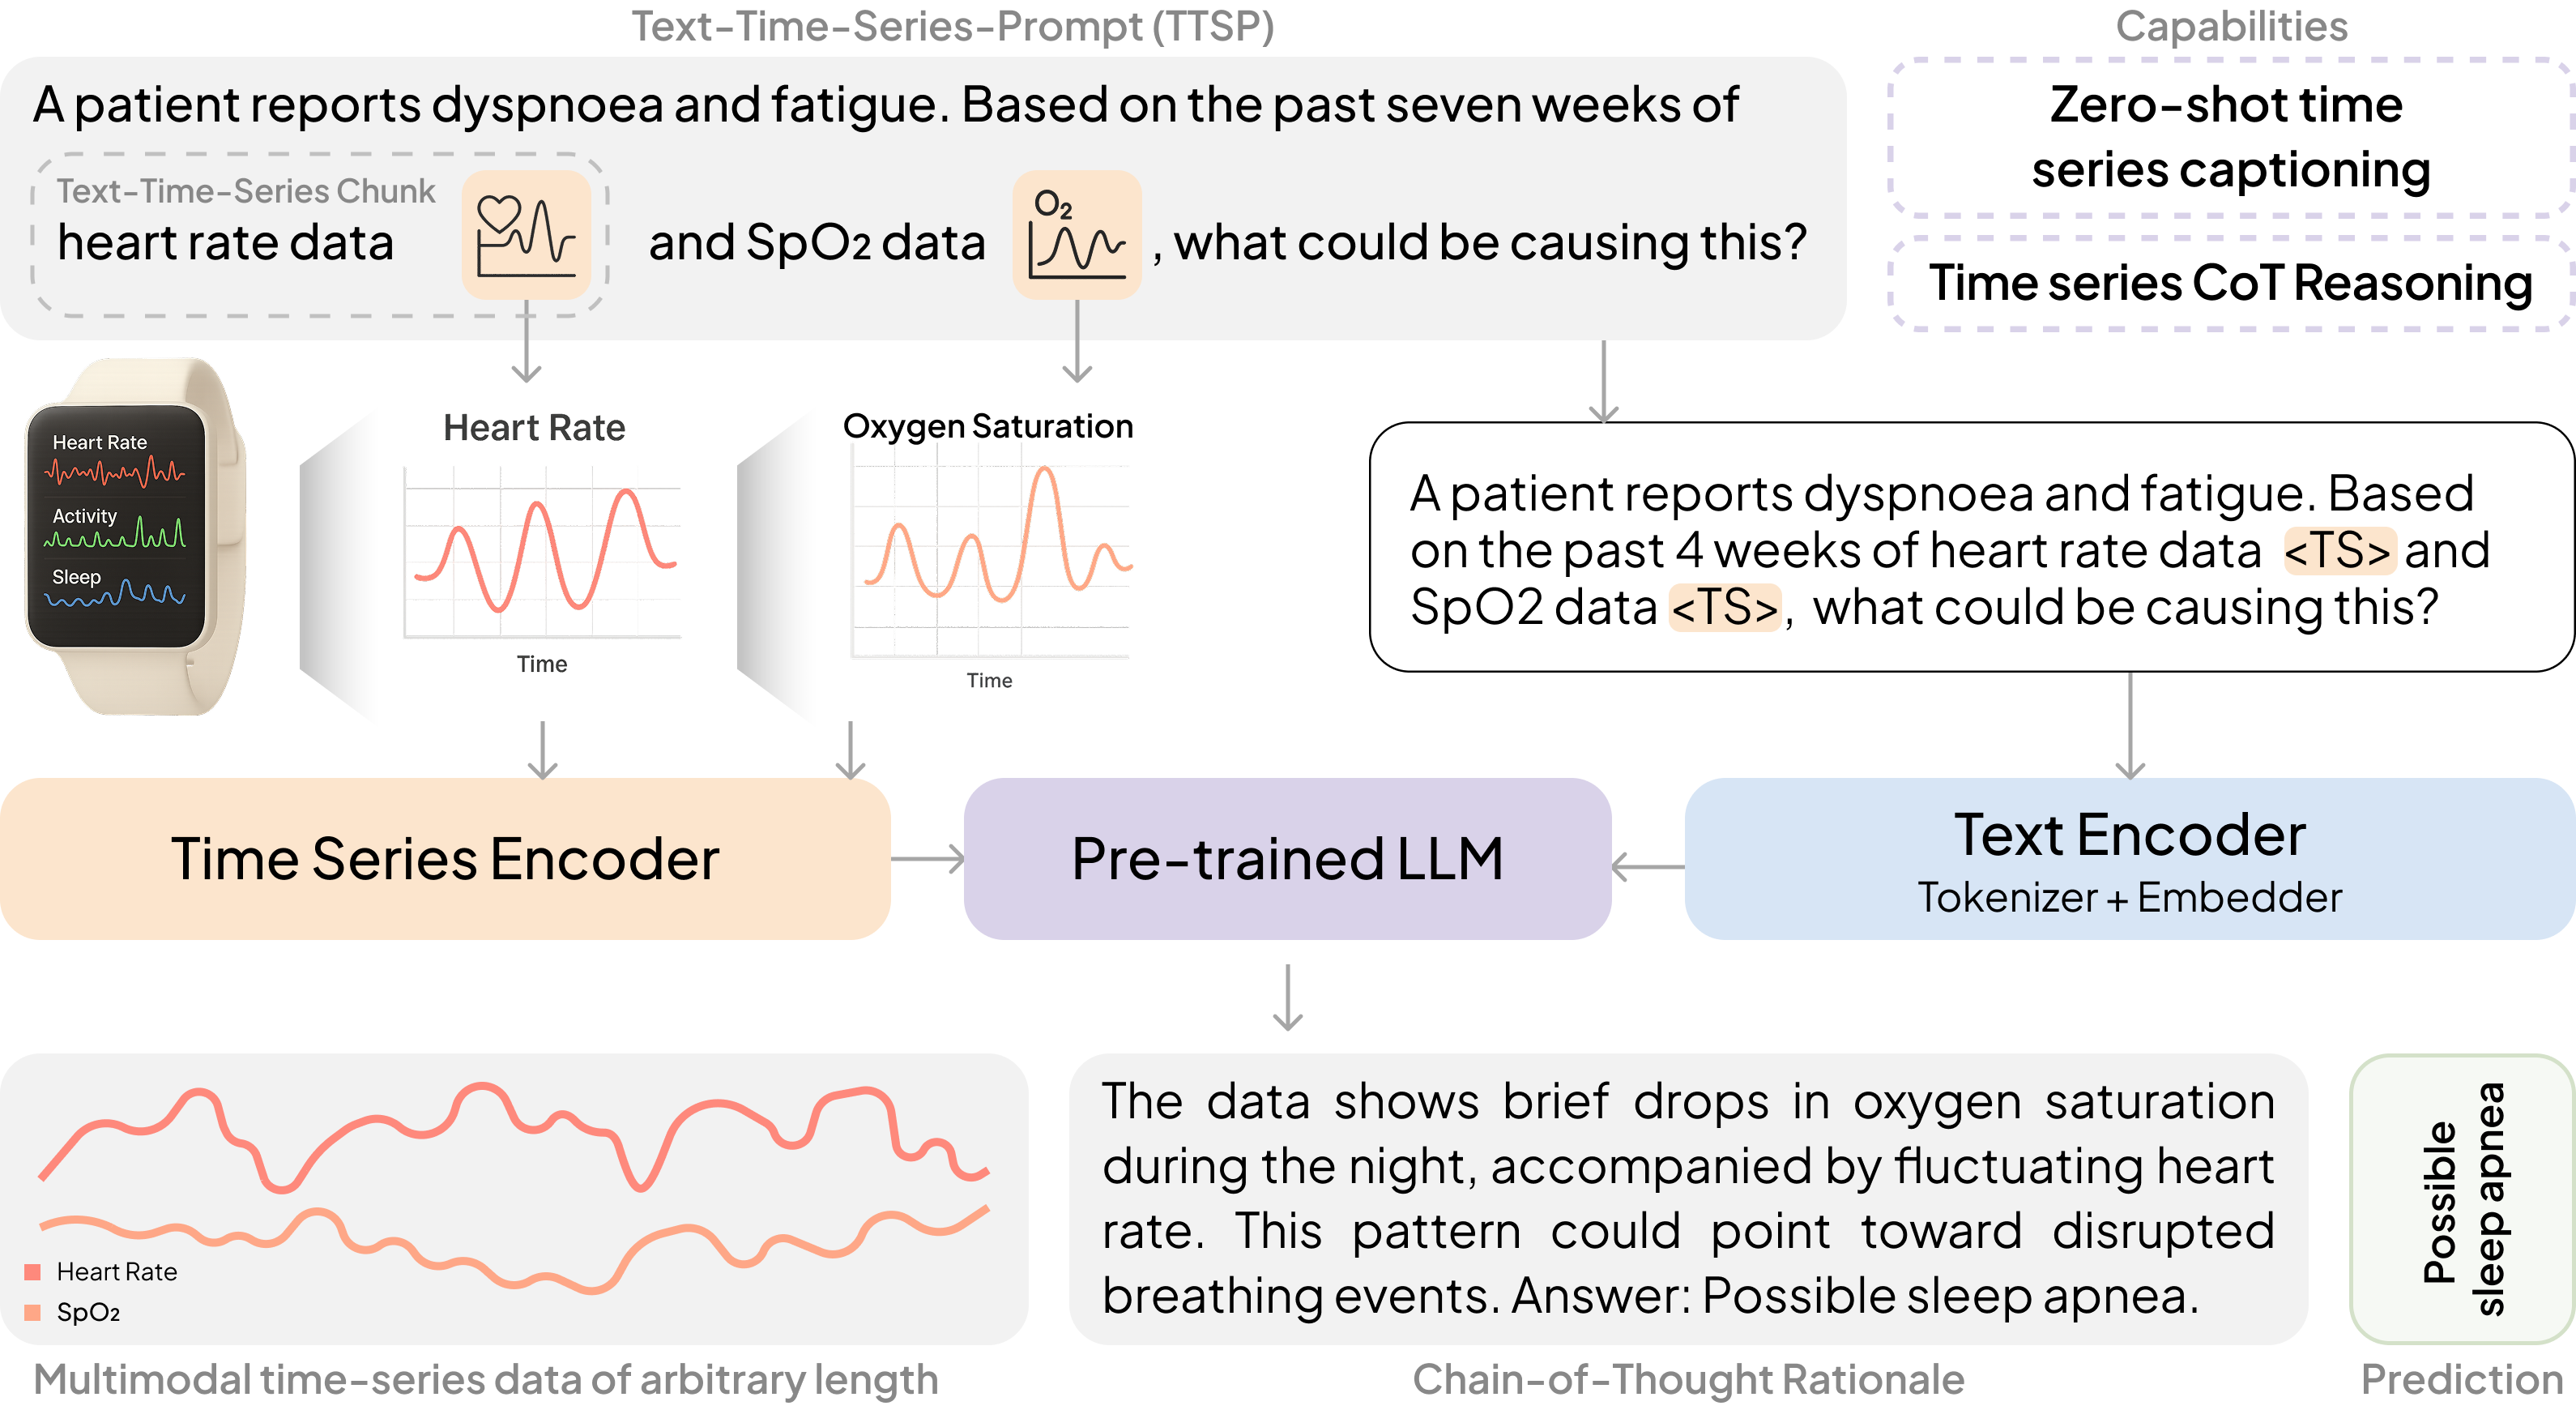 Text-Time-Series-Prompt (TTSP)
Capabilities
A patient reports dyspnoea and fatigue. Based on the past seven weeks of
Text-Time-Series Chunk
heart rate data
and SpO₂ data
O₂
, what could be causing this?
Zero-shot time
series captioning
Time series CoT Reasoning
Heart Rate
Activity
Sleep
Heart Rate
Time
Oxygen Saturation
Time
A patient reports dyspnoea and fatigue. Based
on the past 4 weeks of heart rate data <TS> and
SpO2 data <TS>, what could be causing this?
Time Series Encoder
Pre-trained LLM
Text Encoder
Tokenizer + Embedder
Heart Rate
SpO₂
Multimodal time-series data of arbitrary length
The data shows brief drops in oxygen saturation
during the night, accompanied by fluctuating heart
rate. This pattern could point toward disrupted
breathing events. Answer: Possible sleep apnea.
Chain-of-Thought Rationale
Possible
sleep apnea
Prediction